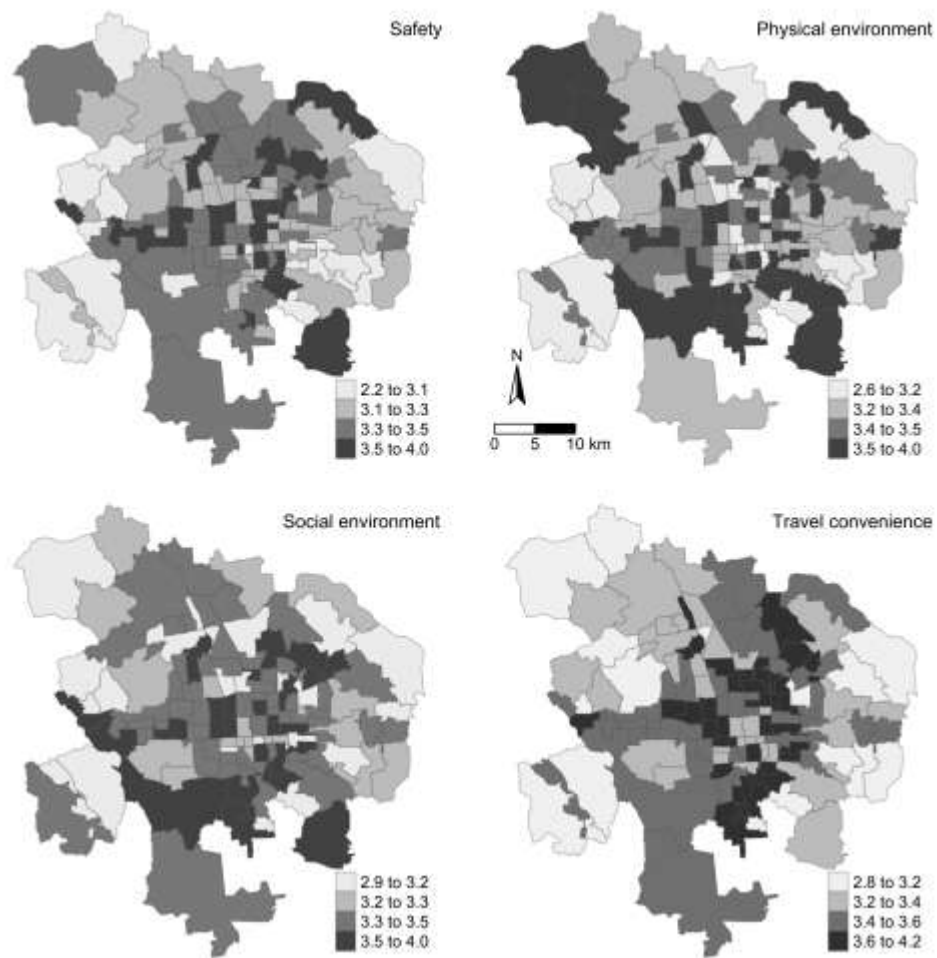 Safety
Physical environment
2.2 to 3.1
3.1 to 3.3
3.3 to 3.5
3.5 to 4.0
N
0 5 10 km
2.6 to 3.2
3.2 to 3.4
3.4 to 3.5
3.5 to 4.0
Social environment
Travel convenience
2.9 to 3.2
3.2 to 3.3
3.3 to 3.5
3.5 to 4.0
2.8 to 3.2
3.2 to 3.4
3.4 to 3.6
3.6 to 4.2